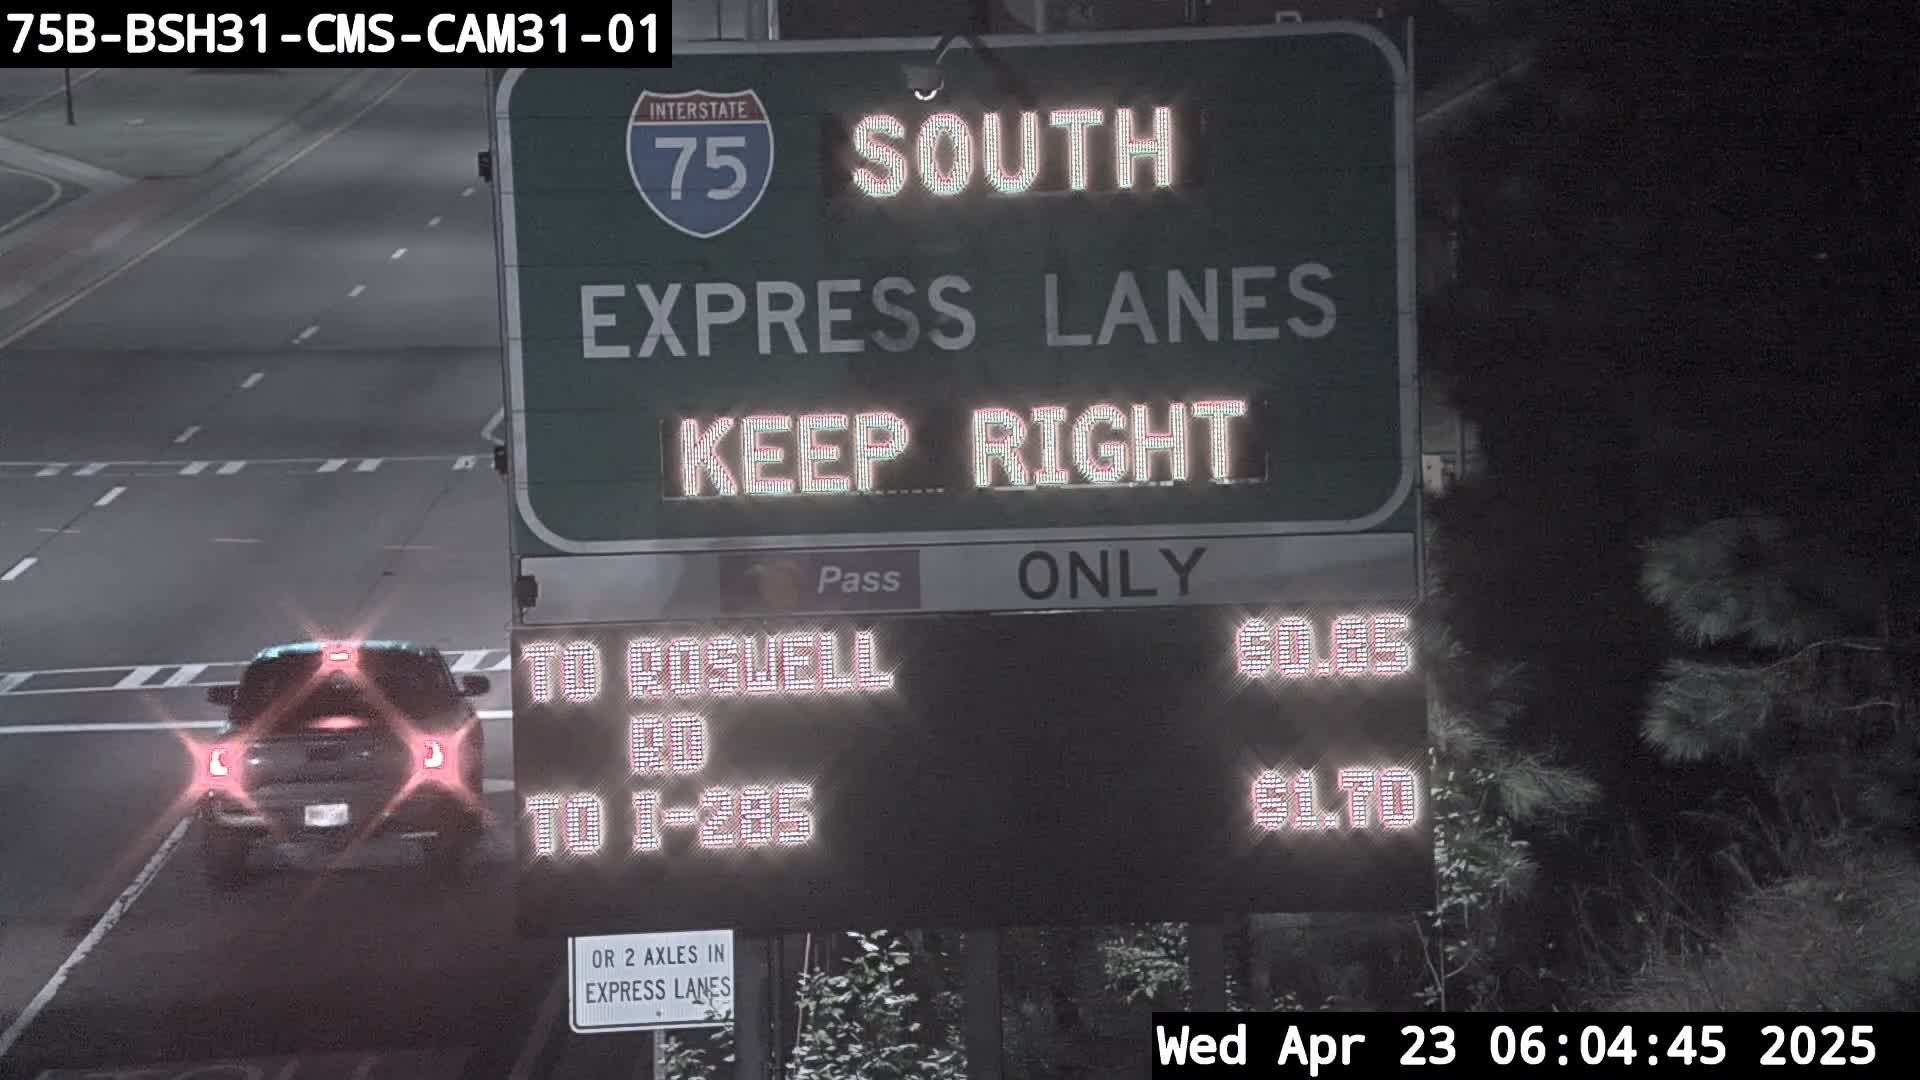 75B-BSH31-CMS-CAM31-01
INTERSTATE
75
SOUTH
EXPRESS LANES
KEEP RIGHT
Pass ONLY
TO ROSWELL $0.85
RD
TO I-285 $1.70
OR 2 AXLES IN
EXPRESS LANES
Wed Apr 23 06:04:45 2025